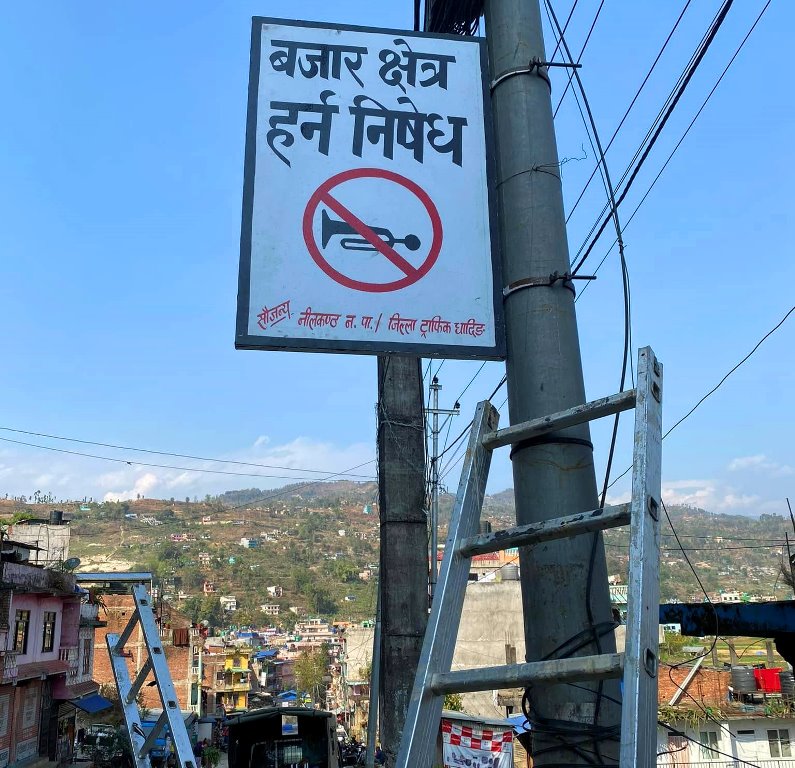 बजार क्षेत्र
हर्न निषेध
सौजन्य. नीलकण्ठ न. पा./ जिल्ला ट्राफिक धादिङ